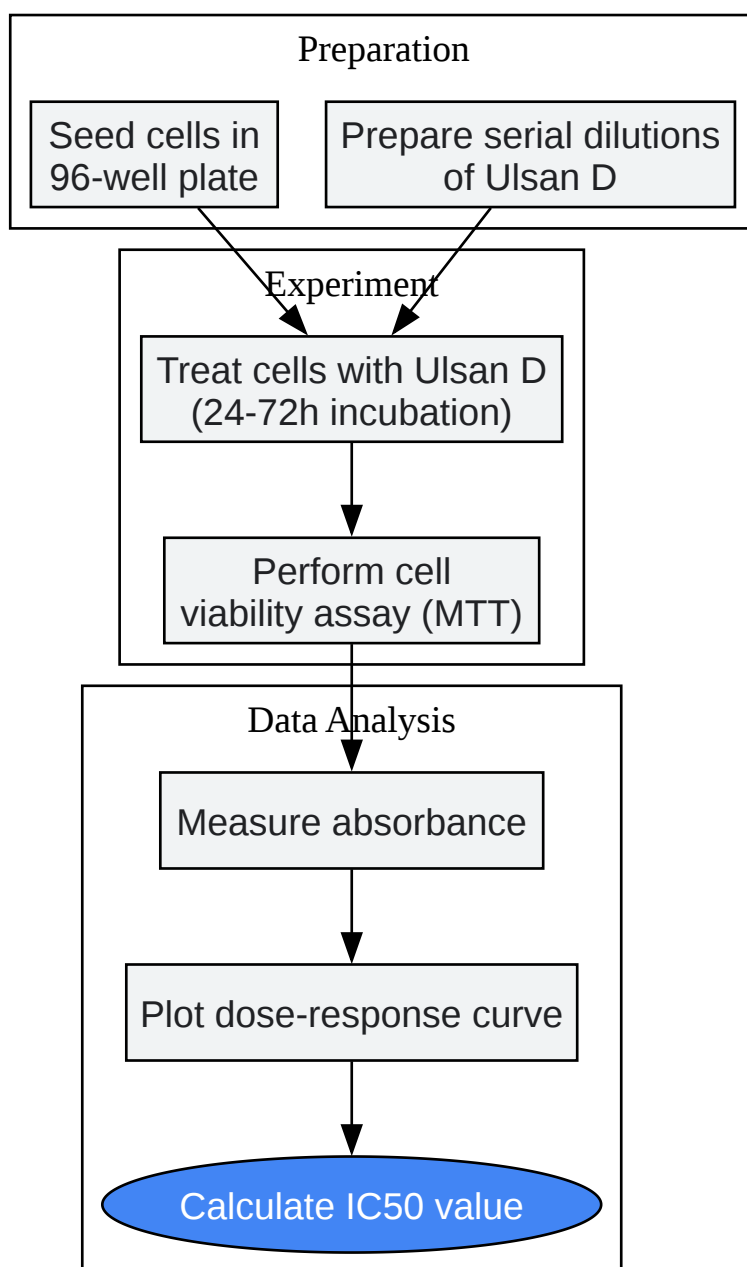 Preparation
Seed cells in
96-well plate
Prepare serial dilutions
of Ulsan D
Experiment
Treat cells with Ulsan D
(24-72h incubation)
Perform cell
viability assay (MTT)
Data Analysis
Measure absorbance
Plot dose-response curve
Calculate IC50 value